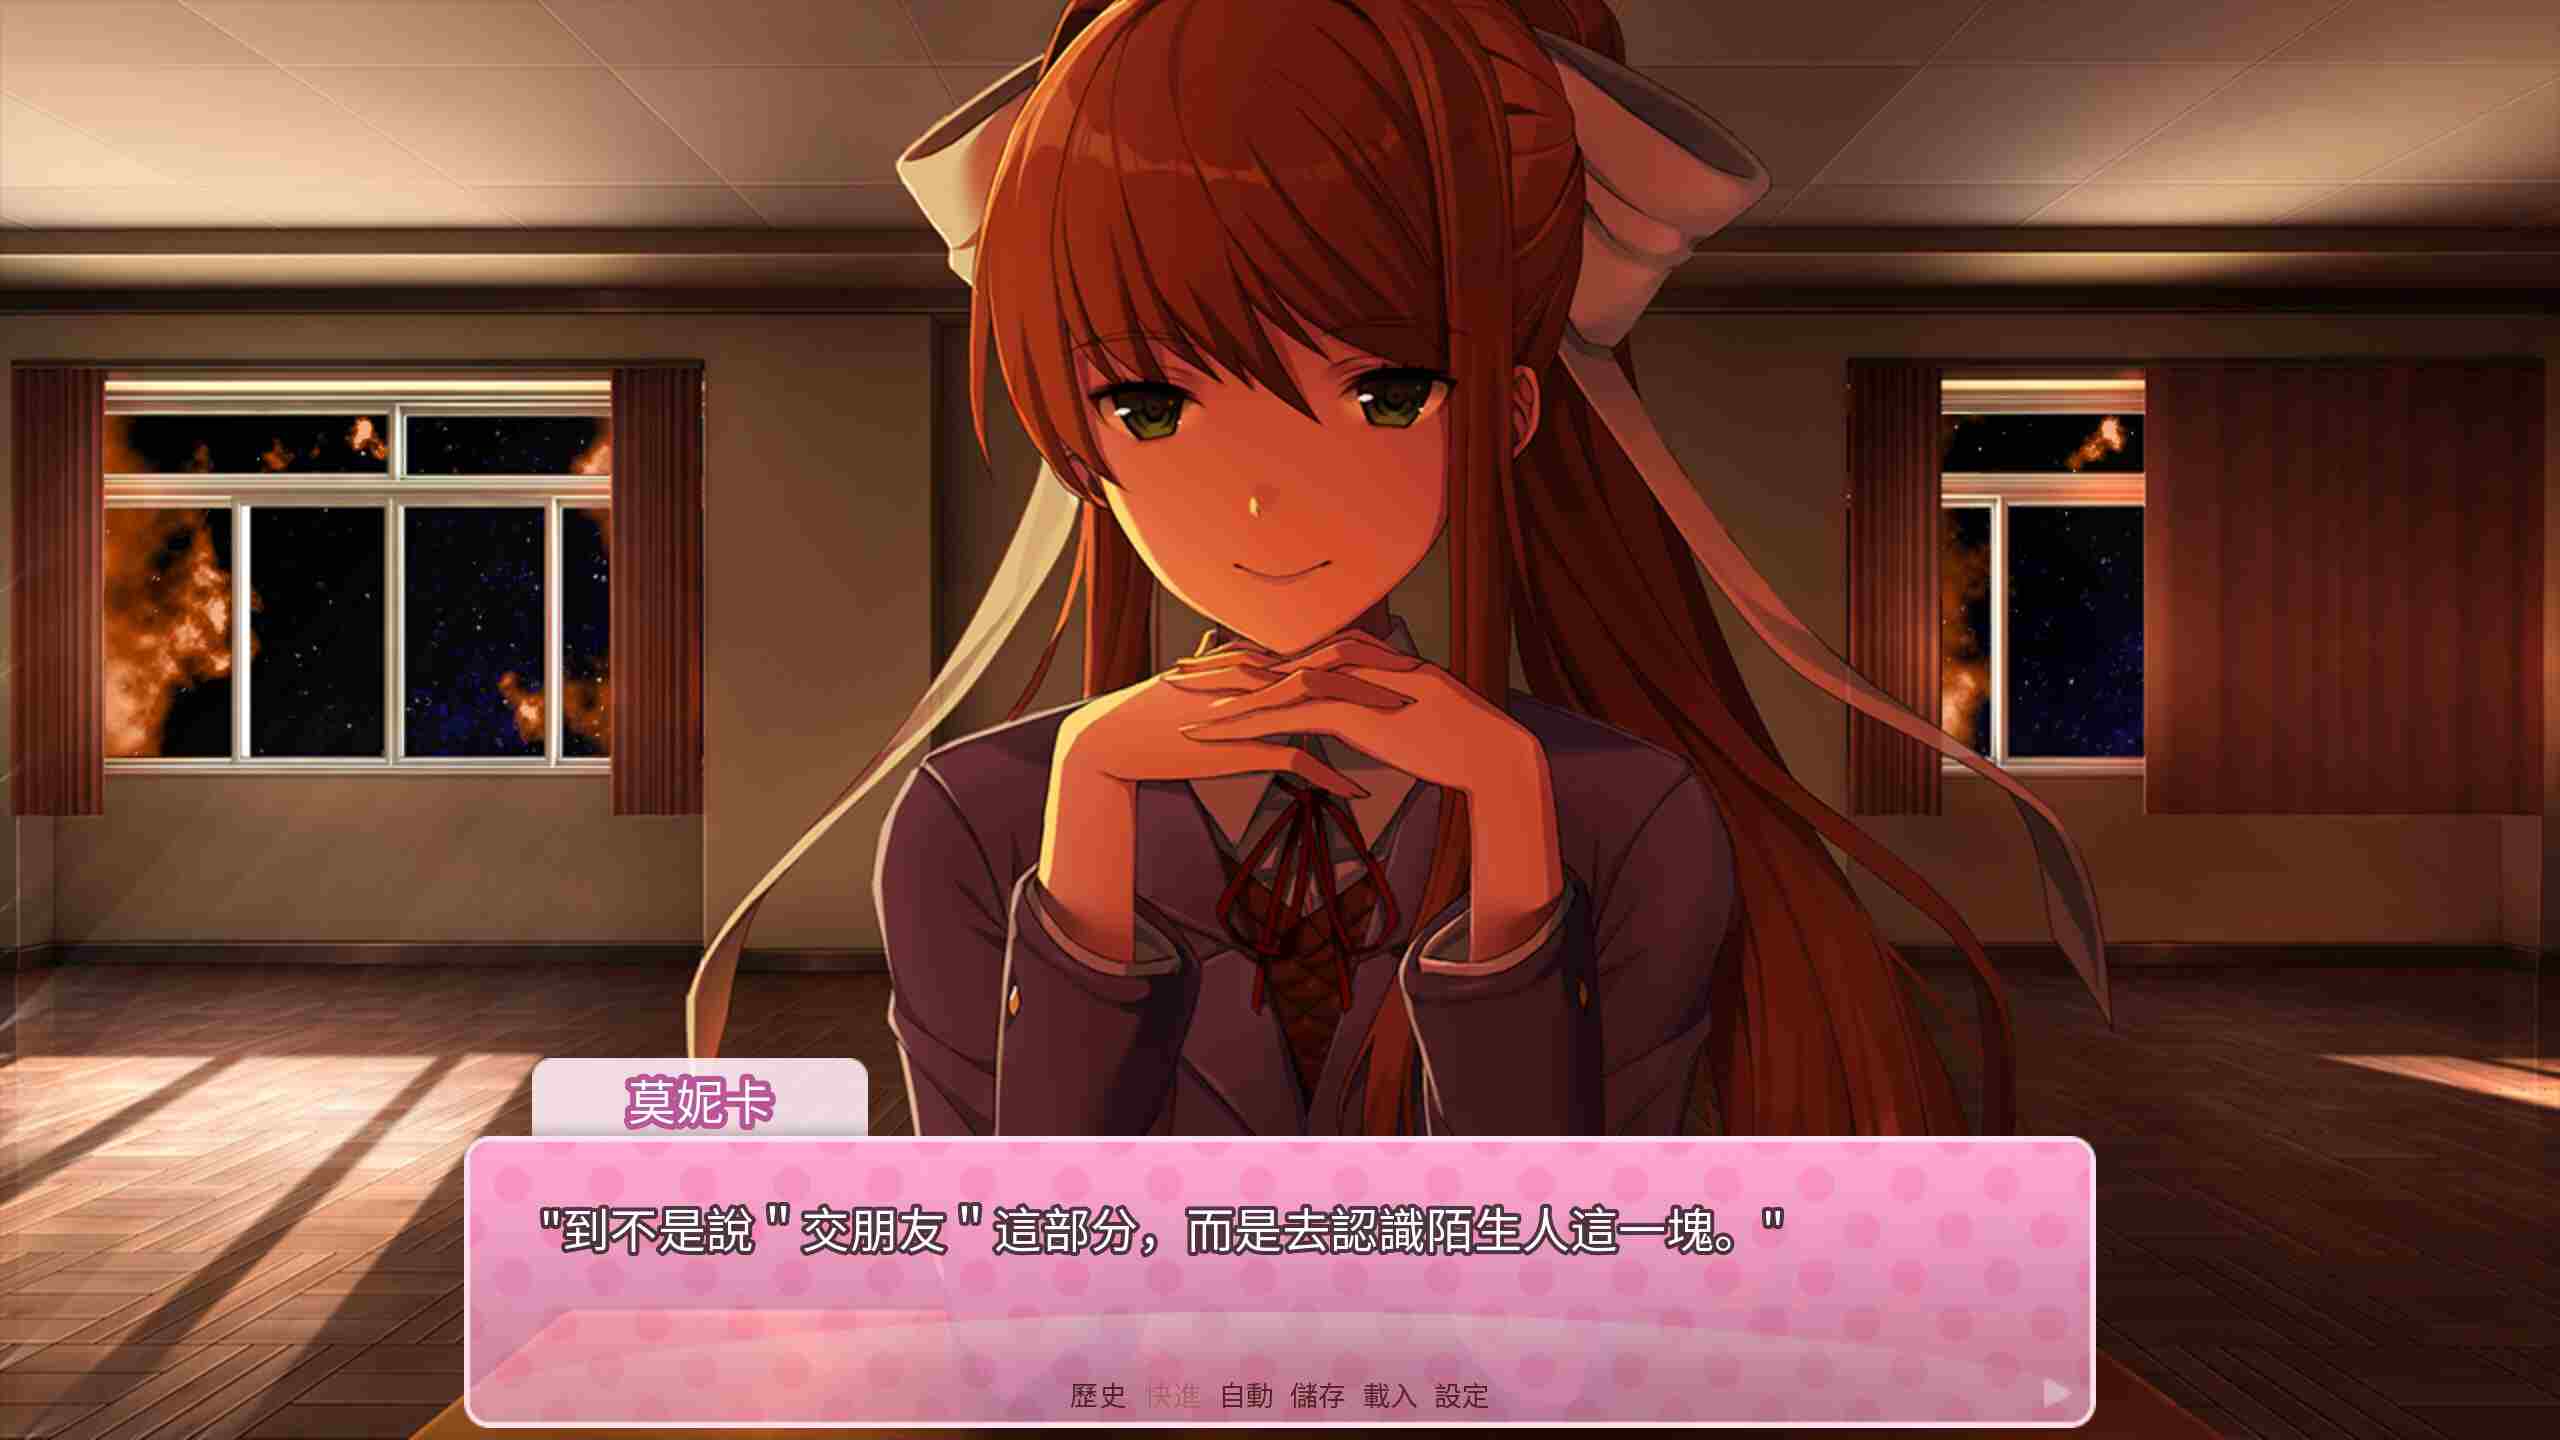 莫妮卡
"到不是說＂交朋友＂這部分，而是去認識陌生人這一塊。"
歷史 快進 自動 儲存 載入 設定